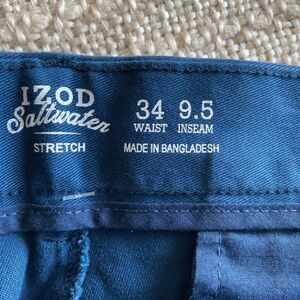 IZOD
Saltwater
STRETCH
34 9.5
WAIST INSEAM
MADE IN BANGLADESH